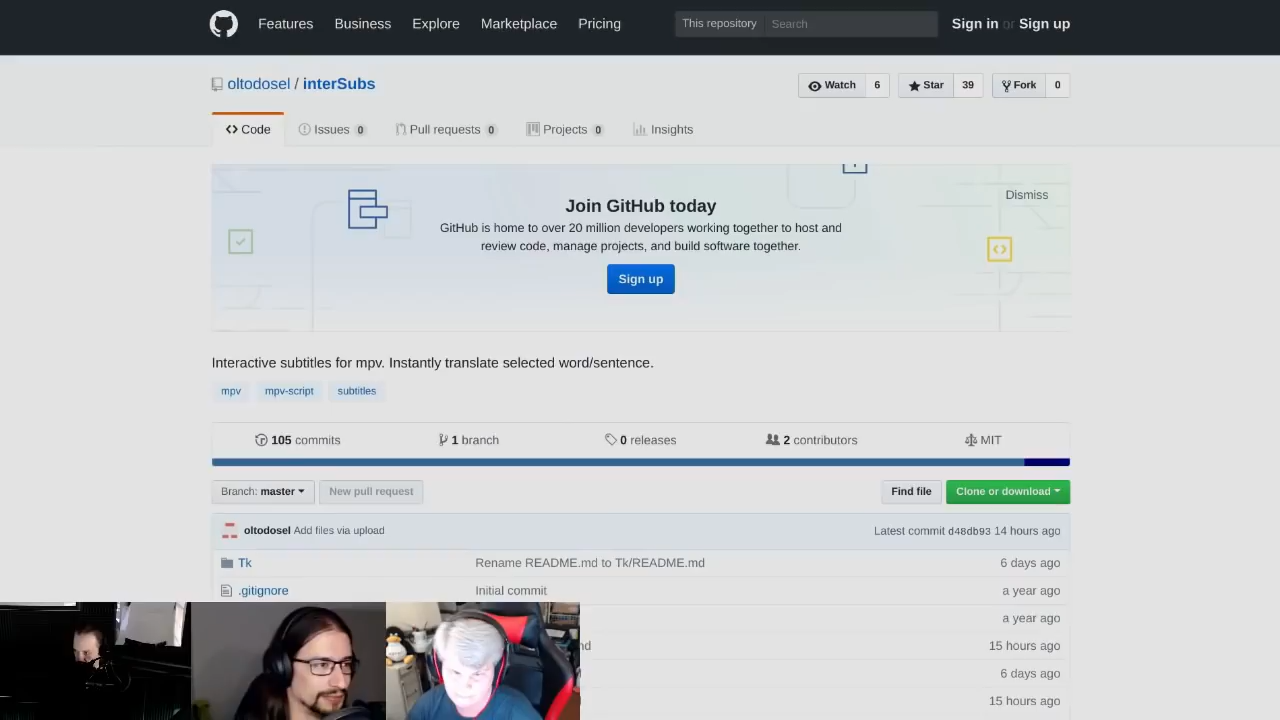 Features Business Explore Marketplace Pricing This repository Search Sign in or Sign up
oltodosel / interSubs Watch 6 Star 39 Fork 0
Code Issues 0 Pull requests 0 Projects 0 Insights
Join GitHub today
Dismiss
GitHub is home to over 20 million developers working together to host and
review code, manage projects, and build software together.
Sign up
Interactive subtitles for mpv. Instantly translate selected word/sentence.
mpv mpv-script subtitles
105 commits 1 branch 0 releases 2 contributors MIT
Branch: master New pull request Find file Clone or download
oltodosel Add files via upload Latest commit d48db93 14 hours ago
Tk Rename README.md to Tk/README.md 6 days ago
.gitignore Initial commit a year ago
a year ago
15 hours ago
6 days ago
15 hours ago